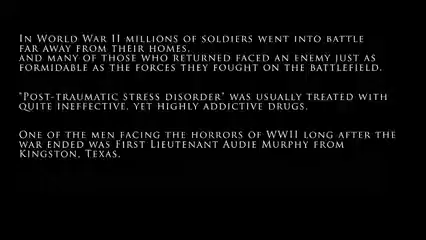 In World War II millions of soldiers went into battle
far away from their homes,
and many of those who returned faced an enemy just as
formidable as the forces they fought on the battlefield.
"Post-traumatic stress disorder" was usually treated with
quite ineffective, yet highly addictive drugs.
One of the men facing the horrors of WWII long after the
war ended was First Lieutenant Audie Murphy from
Kingston, Texas.